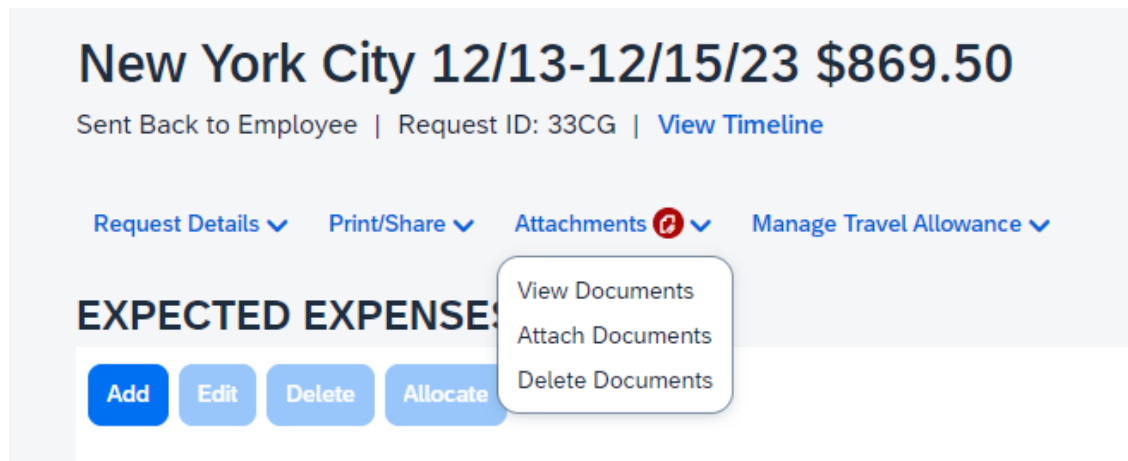 New York City 12/13-12/15/23 $869.50
Sent Back to Employee | Request ID: 33CG | View Timeline
Request Details Print/Share Attachments Manage Travel Allowance
View Documents
EXPECTED EXPENSES
Attach Documents
Delete Documents
Add Edit Delete Allocate